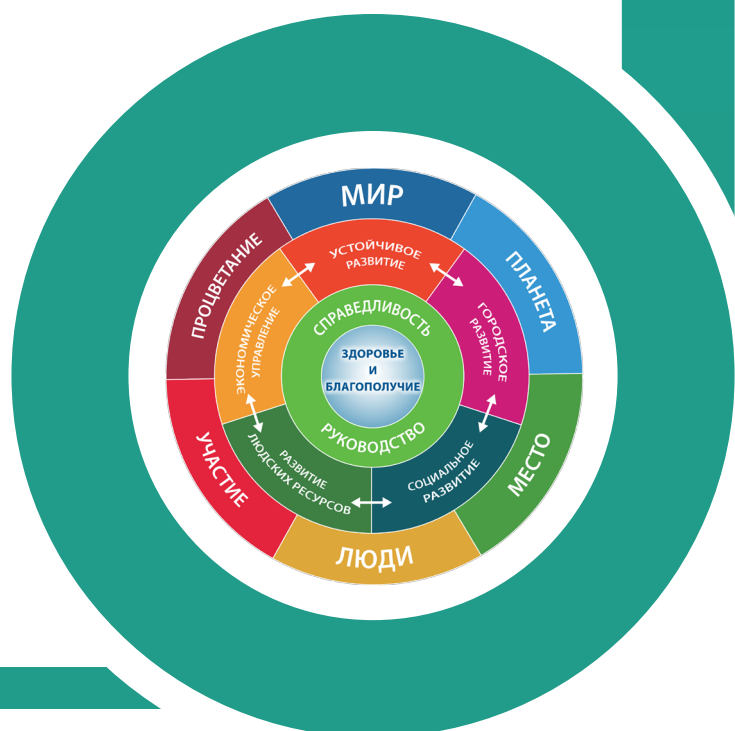 МИР
ПЛАНЕТА
МЕСТО
ЛЮДИ
УЧАСТИЕ
ПРОЦВЕТАНИЕ
УСТОЙЧИВОЕ
РАЗВИТИЕ
ГОРОДСКОЕ
РАЗВИТИЕ
СОЦИАЛЬНОЕ
РАЗВИТИЕ
РАЗВИТИЕ
ЛЮДСКИХ РЕСУРСОВ
ЭКОНОМИЧЕСКОЕ
УПРАВЛЕНИЕ
СПРАВЕДЛИВОСТЬ
РУКОВОДСТВО
ЗДОРОВЬЕ
И
БЛАГОПОЛУЧИЕ